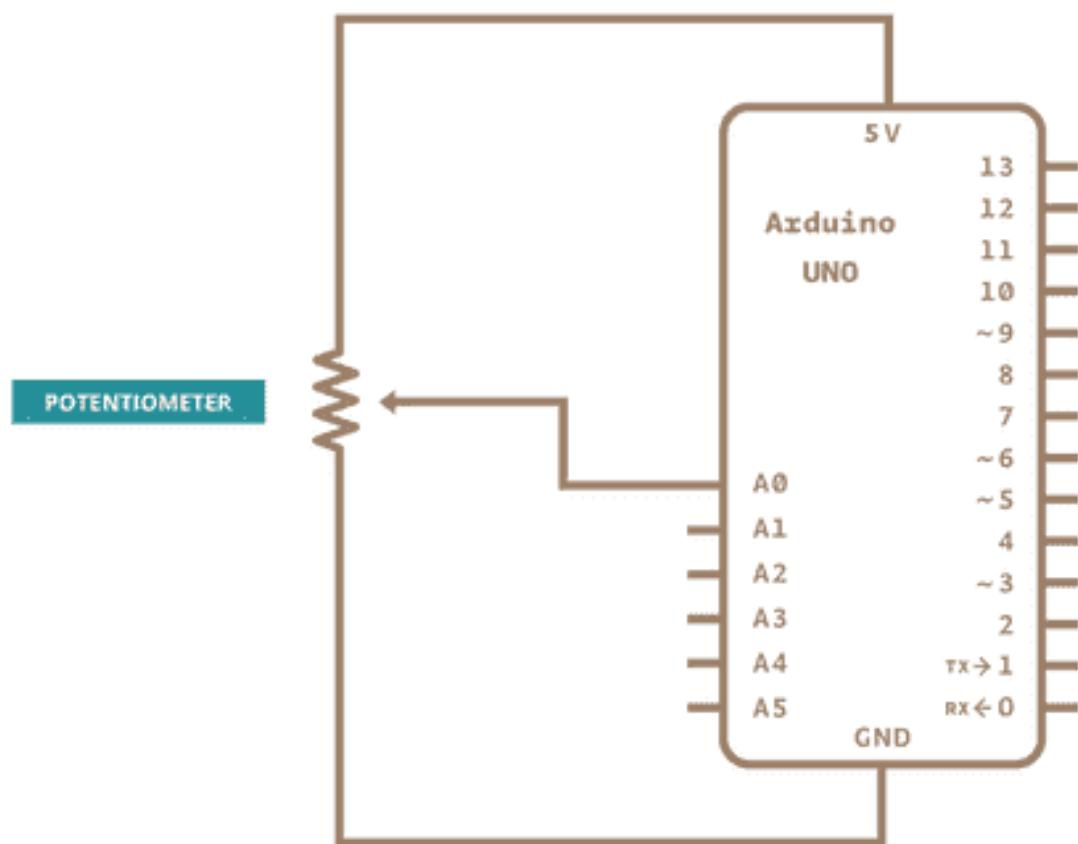 5V
Arduino
UNO
POTENTIOMETER
A0
A1
A2
A3
A4
A5
13
12
11
10
~9
8
7
~6
~5
4
~3
2
TX→1
RX←0
GND